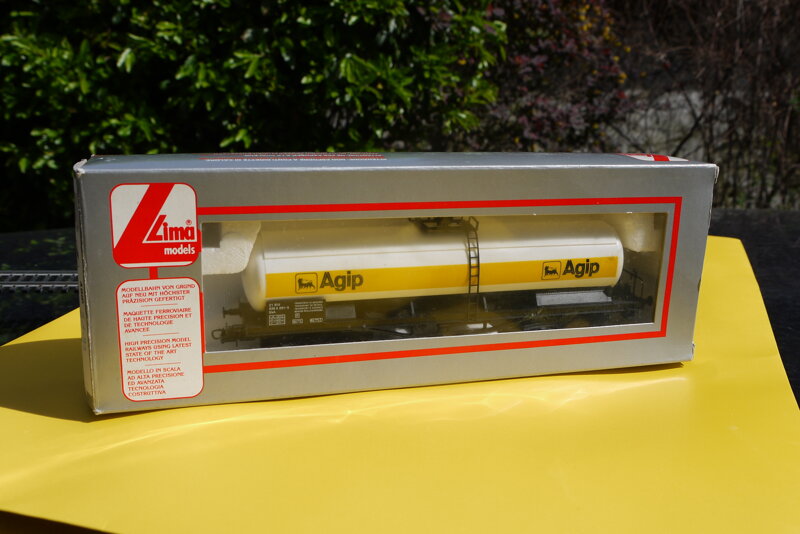 Lima®
models
MODELLBAHN VON GRUND
AUF NEU MIT HÖCHSTER
PRÄZISION GEFERTIGT
MAQUETTE FERROVIAIRE
DE HAUTE PRECISION ET
DE TECHNOLOGIE
AVANCEE
HIGH PRECISION MODEL
RAILWAYS USING LATEST
STATE OF THE ART
TECHNOLOGY
MODELLO IN SCALA
AD ALTA PRECISIONE
ED AVANZATA
TECNOLOGIA
COSTRUTTIVA
Agip
Agip